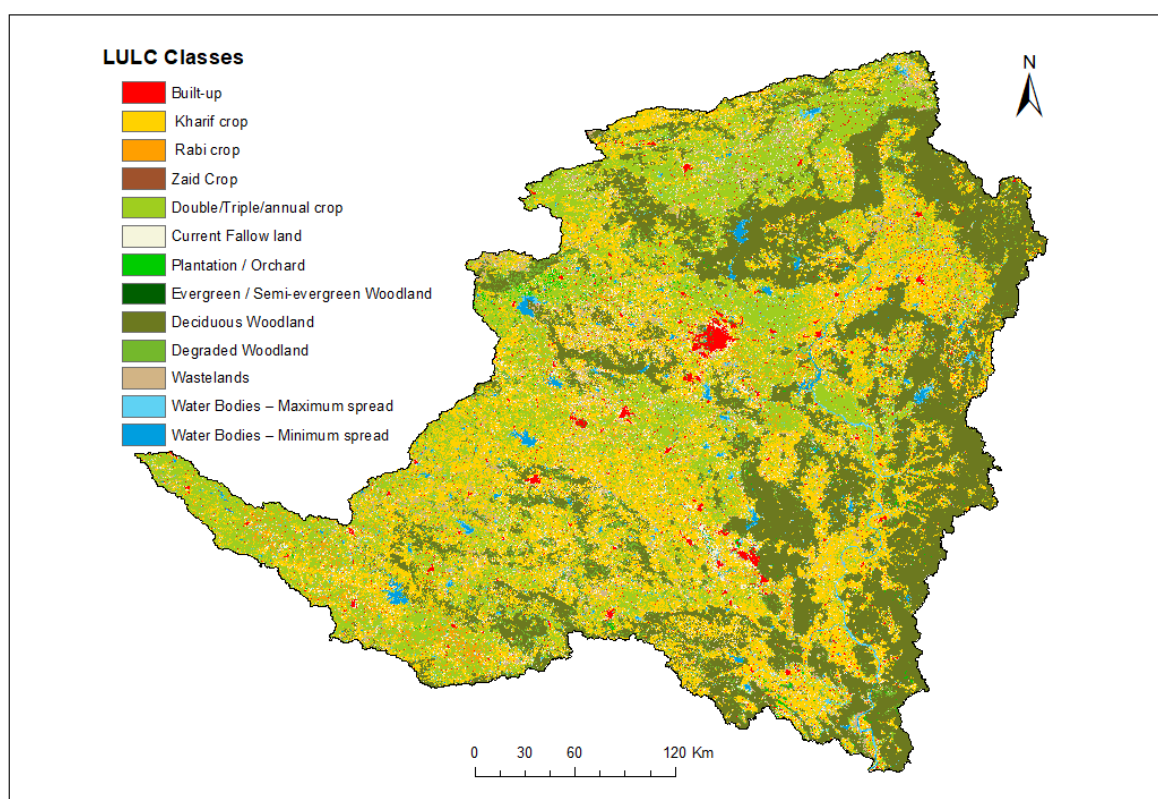 LULC Classes
Built-up
Kharif crop
Rabi crop
Zaid Crop
Double/Triple/annual crop
Current Fallow land
Plantation / Orchard
Evergreen / Semi-evergreen Woodland
Deciduous Woodland
Degraded Woodland
Wastelands
Water Bodies – Maximum spread
Water Bodies – Minimum spread
N
0 30 60 120 Km